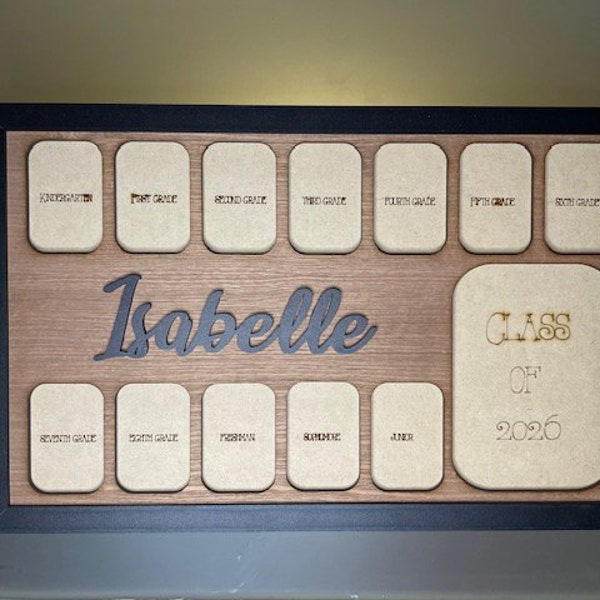 Kindergarten
First grade
Second grade
Third grade
Fourth grade
Fifth grade
Sixth grade
Isabelle
Class
of
2026
Seventh grade
Eighth grade
Freshman
Sophomore
Junior